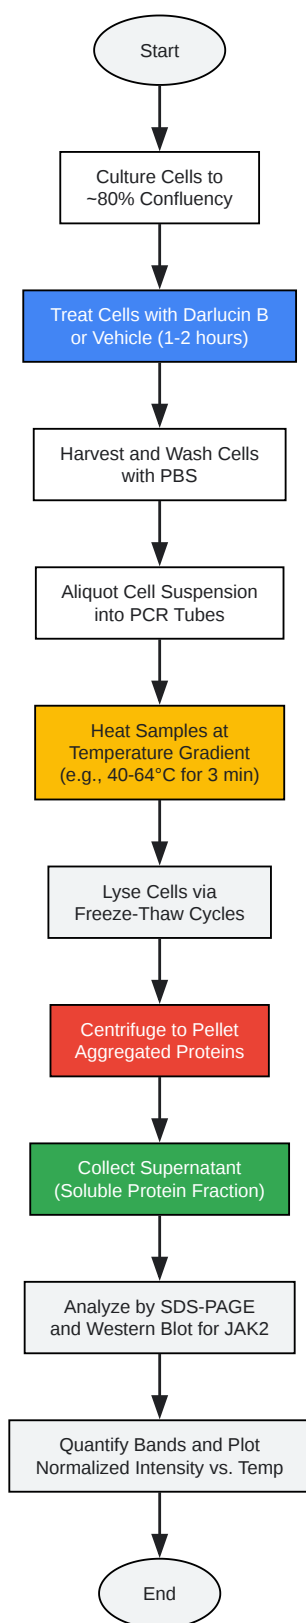 Start
Culture Cells to
~80% Confluency
Treat Cells with Darlucin B
or Vehicle (1-2 hours)
Harvest and Wash Cells
with PBS
Aliquot Cell Suspension
into PCR Tubes
Heat Samples at
Temperature Gradient
(e.g., 40-64°C for 3 min)
Lyse Cells via
Freeze-Thaw Cycles
Centrifuge to Pellet
Aggregated Proteins
Collect Supernatant
(Soluble Protein Fraction)
Analyze by SDS-PAGE
and Western Blot for JAK2
Quantify Bands and Plot
Normalized Intensity vs. Temp
End